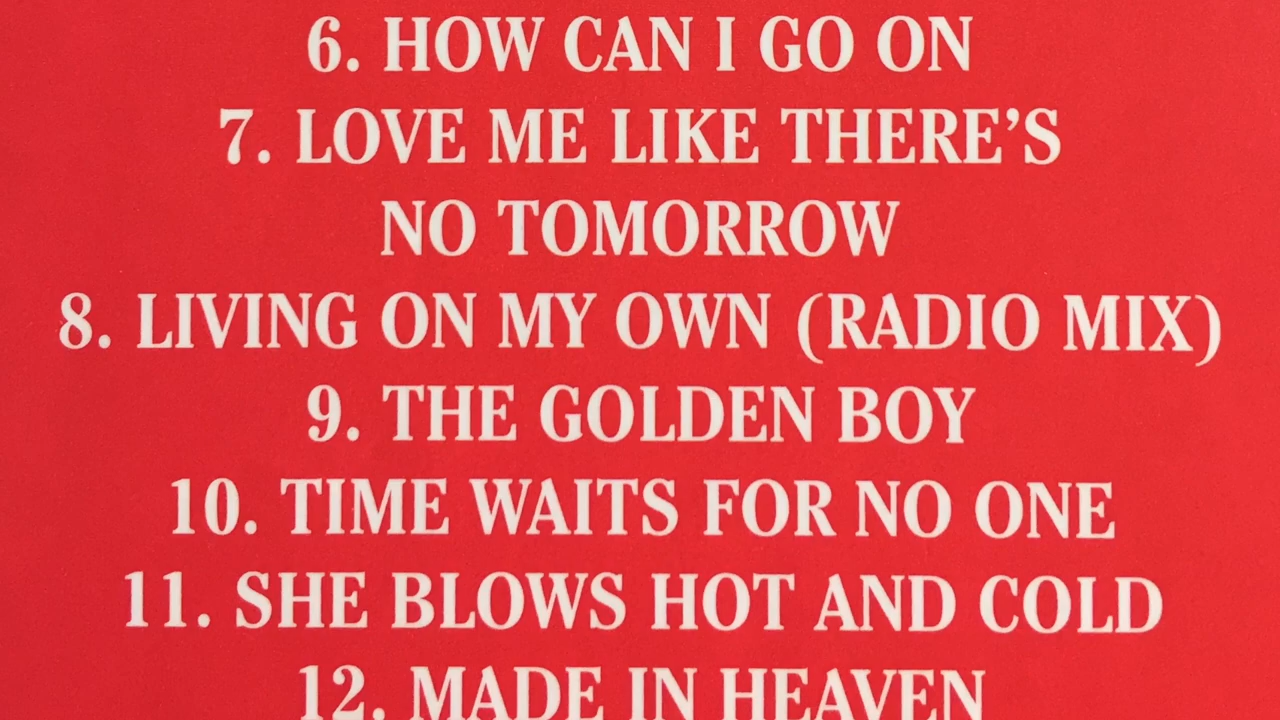 6. HOW CAN I GO ON
7. LOVE ME LIKE THERE’S
NO TOMORROW
8. LIVING ON MY OWN (RADIO MIX)
9. THE GOLDEN BOY
10. TIME WAITS FOR NO ONE
11. SHE BLOWS HOT AND COLD
12. MADE IN HEAVEN